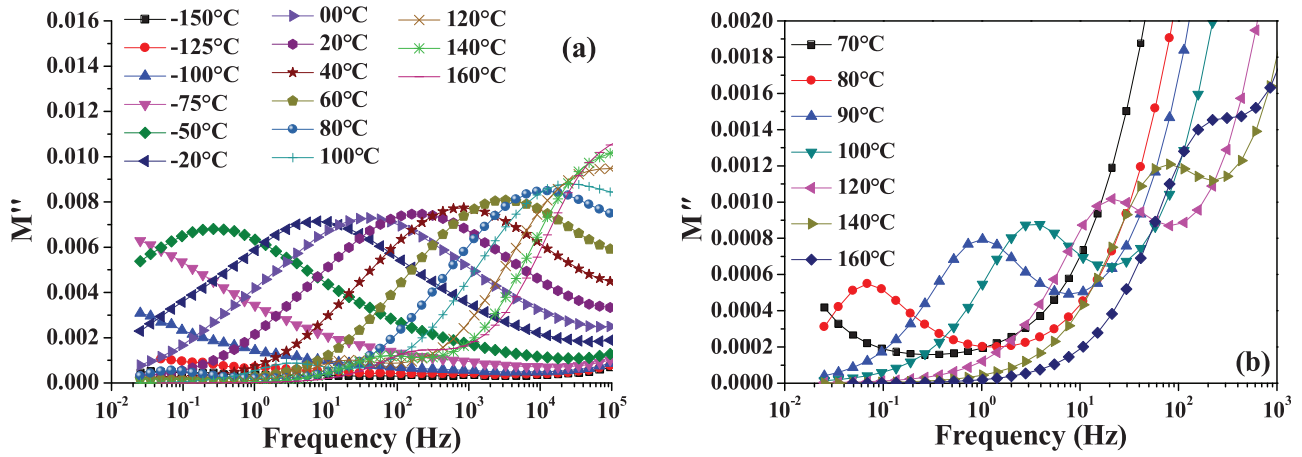 -150°C
-125°C
-100°C
-75°C
-50°C
-20°C
00°C
20°C
40°C
60°C
80°C
100°C
120°C
140°C
160°C
(a)
M''
0.016
0.014
0.012
0.010
0.008
0.006
0.004
0.002
0.000
10⁻² 10⁻¹ 10⁰ 10¹ 10² 10³ 10⁴ 10⁵
Frequency (Hz)
70°C
80°C
90°C
100°C
120°C
140°C
160°C
(b)
M″
0.0020
0.0018
0.0016
0.0014
0.0012
0.0010
0.0008
0.0006
0.0004
0.0002
0.0000
10⁻² 10⁻¹ 10⁰ 10¹ 10² 10³
Frequency (Hz)